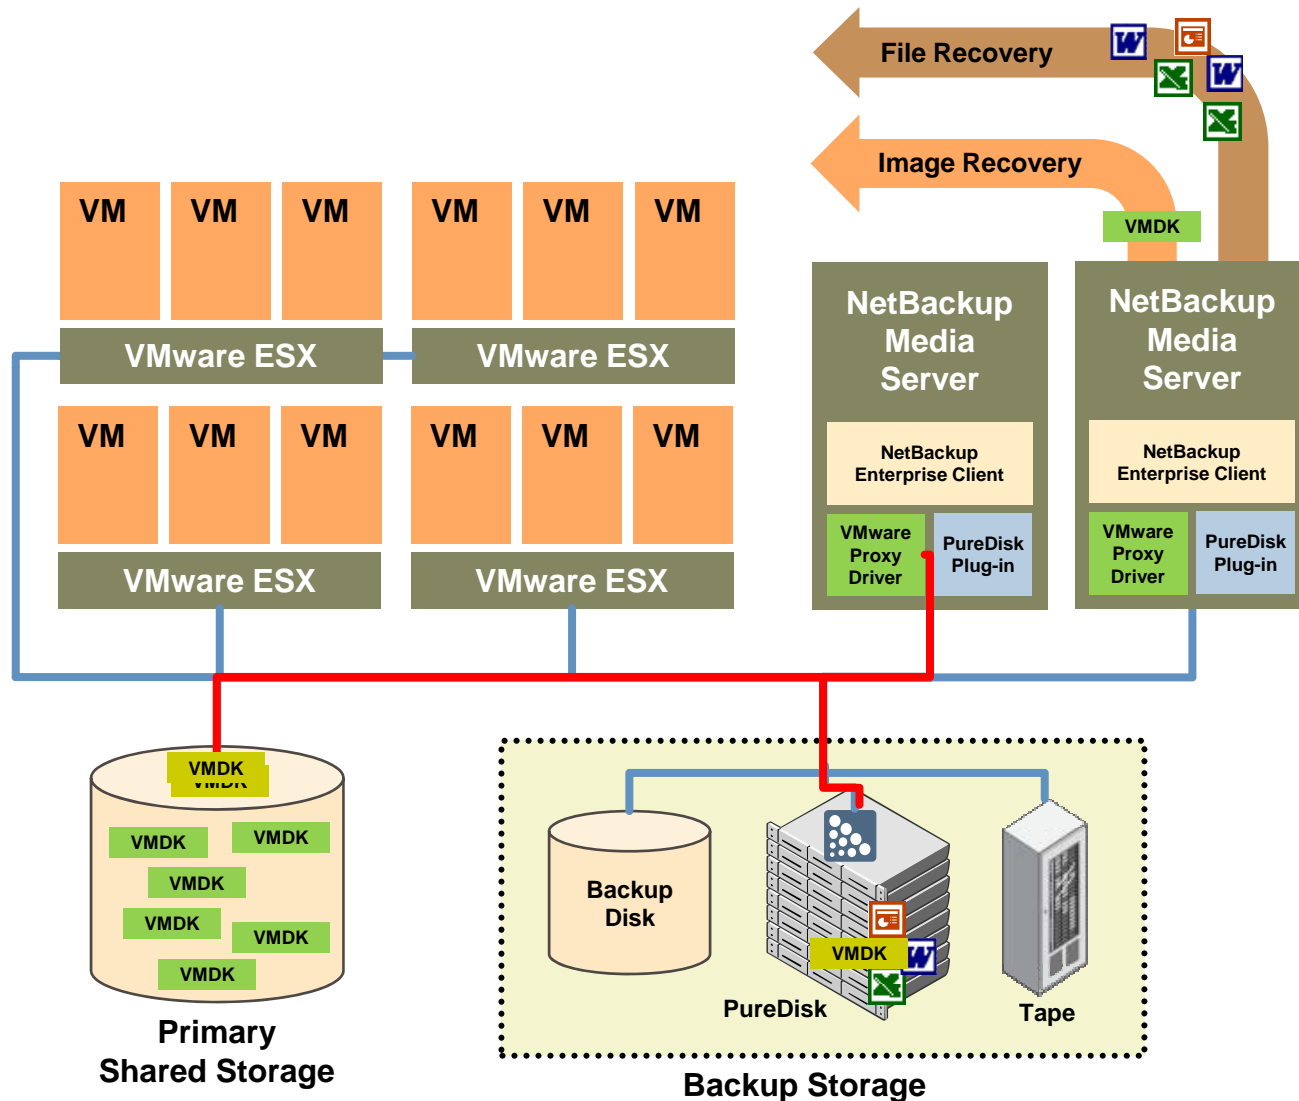 File Recovery
Image Recovery
VMDK
VM VM VM VM VM VM
VMware ESX VMware ESX
VM VM VM VM VM VM
VMware ESX VMware ESX
NetBackup
Media
Server
NetBackup
Enterprise Client
VMware
Proxy
Driver
PureDisk
Plug-in
NetBackup
Media
Server
NetBackup
Enterprise Client
VMware
Proxy
Driver
PureDisk
Plug-in
VMDK
VMDK
VMDK
VMDK
VMDK
VMDK
VMDK
VMDK
Primary
Shared Storage
Backup
Disk
VMDK
PureDisk
Tape
Backup Storage